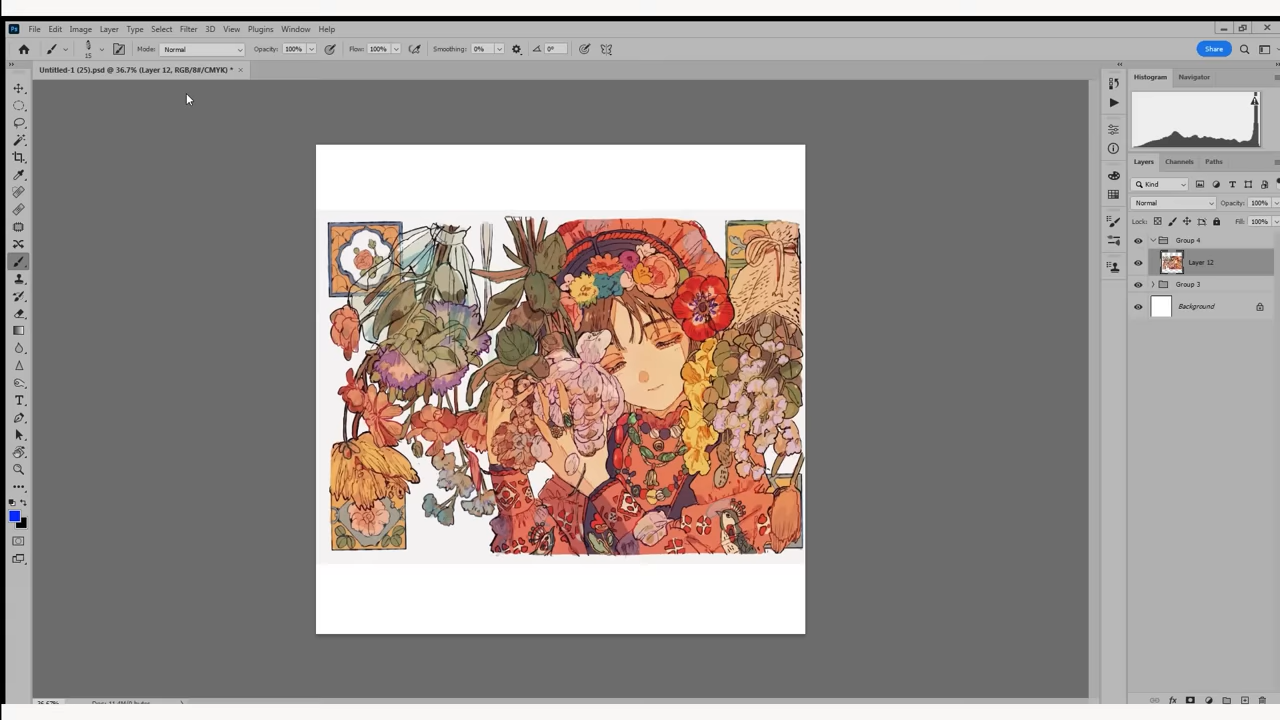 Ps File Edit Image Layer Type Select Filter 3D View Plugins Window Help
15 Mode: Normal Opacity: 100% Flow: 100% Smoothing: 0% 0° Share
Untitled-1 (25).psd @ 36.7% (Layer 12, RGB/8#/CMYK) * ×
Histogram Navigator
Layers Channels Paths
Kind
Normal Opacity: 100%
Lock: Fill: 100%
Group 4
Layer 12
Group 3
Background